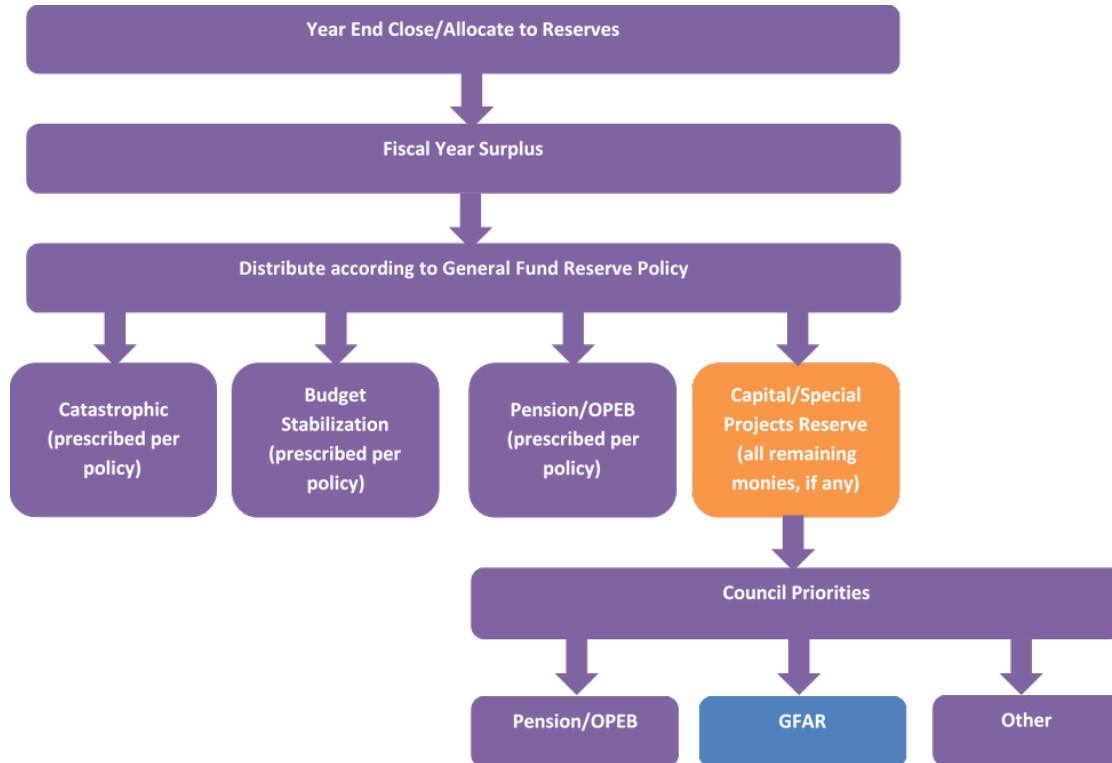 Year End Close/Allocate to Reserves
Fiscal Year Surplus
Distribute according to General Fund Reserve Policy
Catastrophic
(prescribed per
policy)
Budget
Stabilization
(prescribed per
policy)
Pension/OPEB
(prescribed per
policy)
Capital/Special
Projects Reserve
(all remaining
monies, if any)
Council Priorities
Pension/OPEB
GFAR
Other